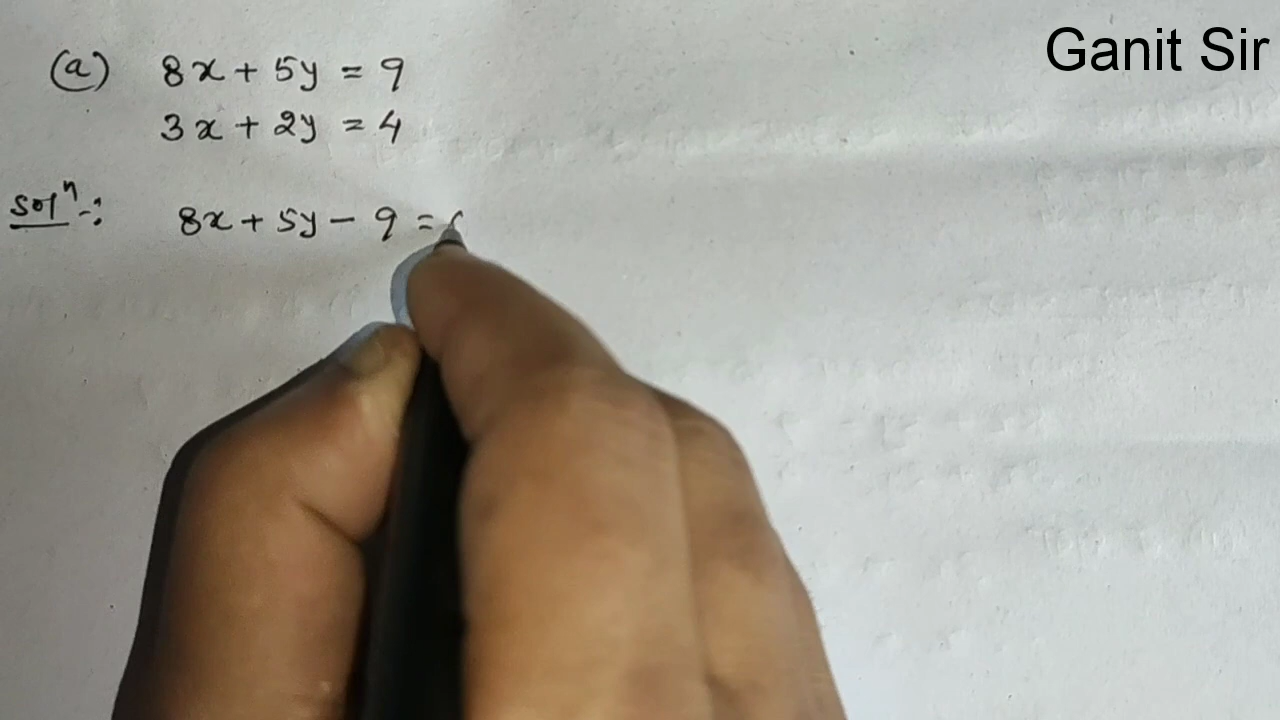 Ganit Sir
(a) 8x + 5y = 9
3x + 2y = 4
Solⁿ -: 8x + 5y - 9 =